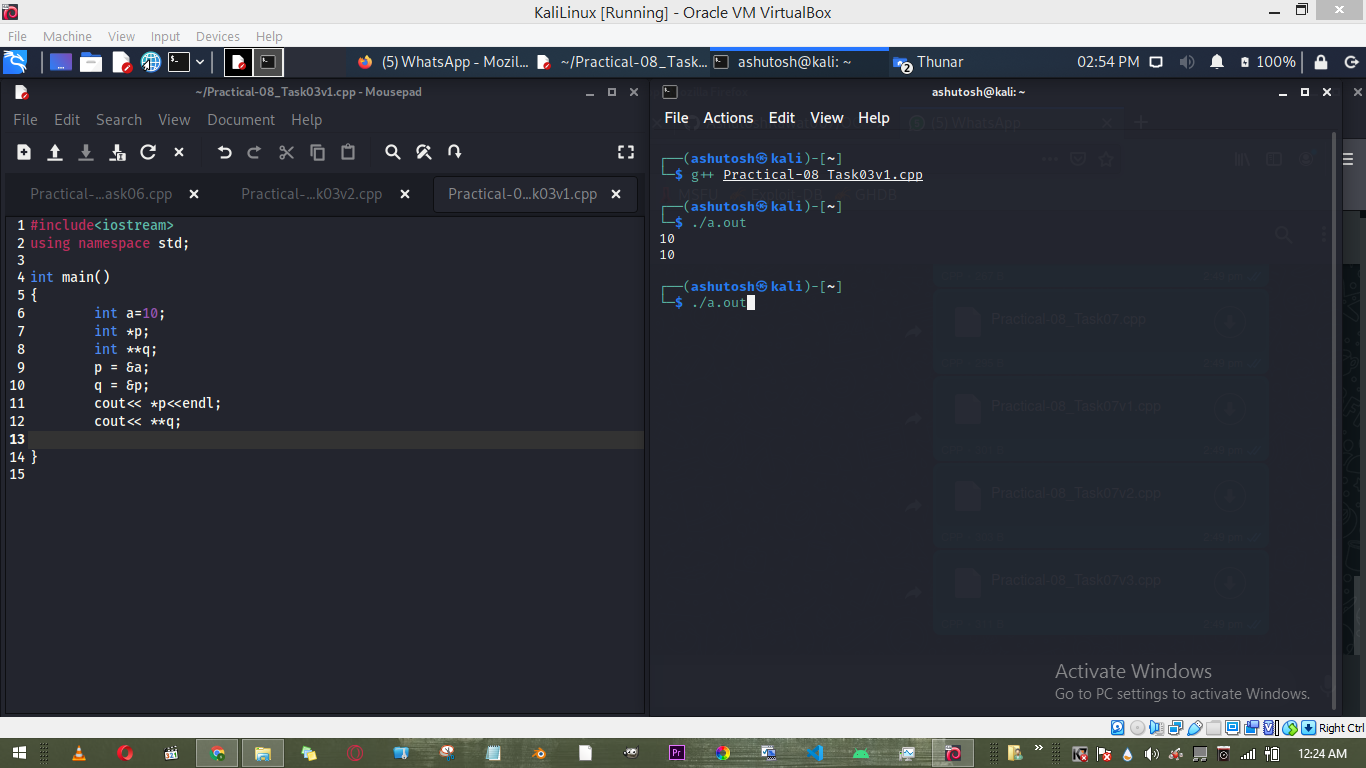 KaliLinux [Running] - Oracle VM VirtualBox
File Machine View Input Devices Help
(5) WhatsApp - Mozil...
~/Practical-08_Task...
ashutosh@kali: ~
2 Thunar
02:54 PM
100%
~/Practical-08_Task03v1.cpp - Mousepad
File Edit Search View Document Help
Practical-...ask06.cpp
Practical-...k03v2.cpp
Practical-0...k03v1.cpp
1 #include<iostream>
2 using namespace std;
3
4 int main()
5 {
6 int a=10;
7 int *p;
8 int **q;
9 p = &a;
10 q = &p;
11 cout<< *p<<endl;
12 cout<< **q;
13
14 }
15
ashutosh@kali: ~
File Actions Edit View Help
(5) WhatsApp
┌──(ashutosh㉿kali)-[~]
└─$ g++ Practical-08_Task03v1.cpp
GHDB
┌──(ashutosh㉿kali)-[~]
└─$ ./a.out
10
10
┌──(ashutosh㉿kali)-[~]
└─$ ./a.out
Practical-08_Task07.cpp
Practical-08_Task07v1.cpp
Practical-08_Task07v2.cpp
Practical-08_Task07v3.cpp
Activate Windows
Go to PC settings to activate Windows.
Right Ctrl
Pr
12:24 AM